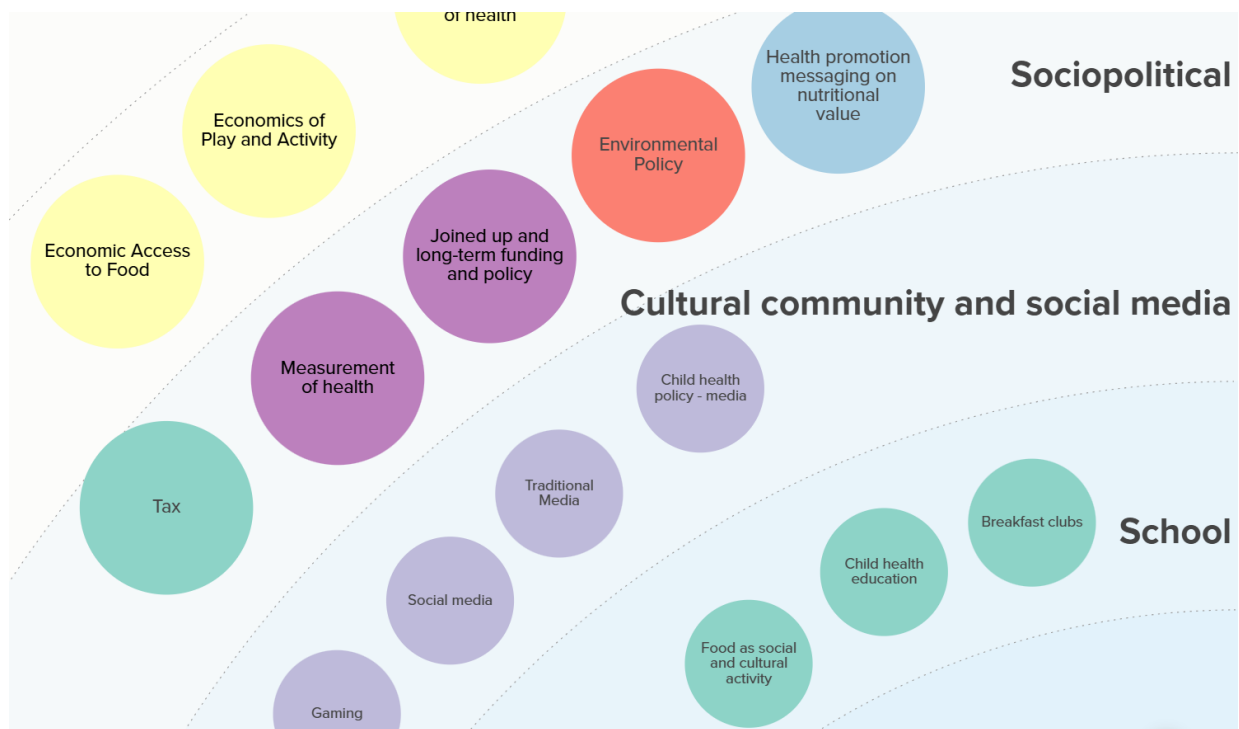 of health
Health promotion
messaging on
nutritional
value
Sociopolitical
Economics of
Play and Activity
Environmental
Policy
Economic Access
to Food
Joined up and
long-term funding
and policy
Cultural community and social media
Measurement
of health
Child health
policy - media
Tax
Traditional
Media
Breakfast clubs
School
Child health
education
Social media
Food as social
and cultural
activity
Gaming